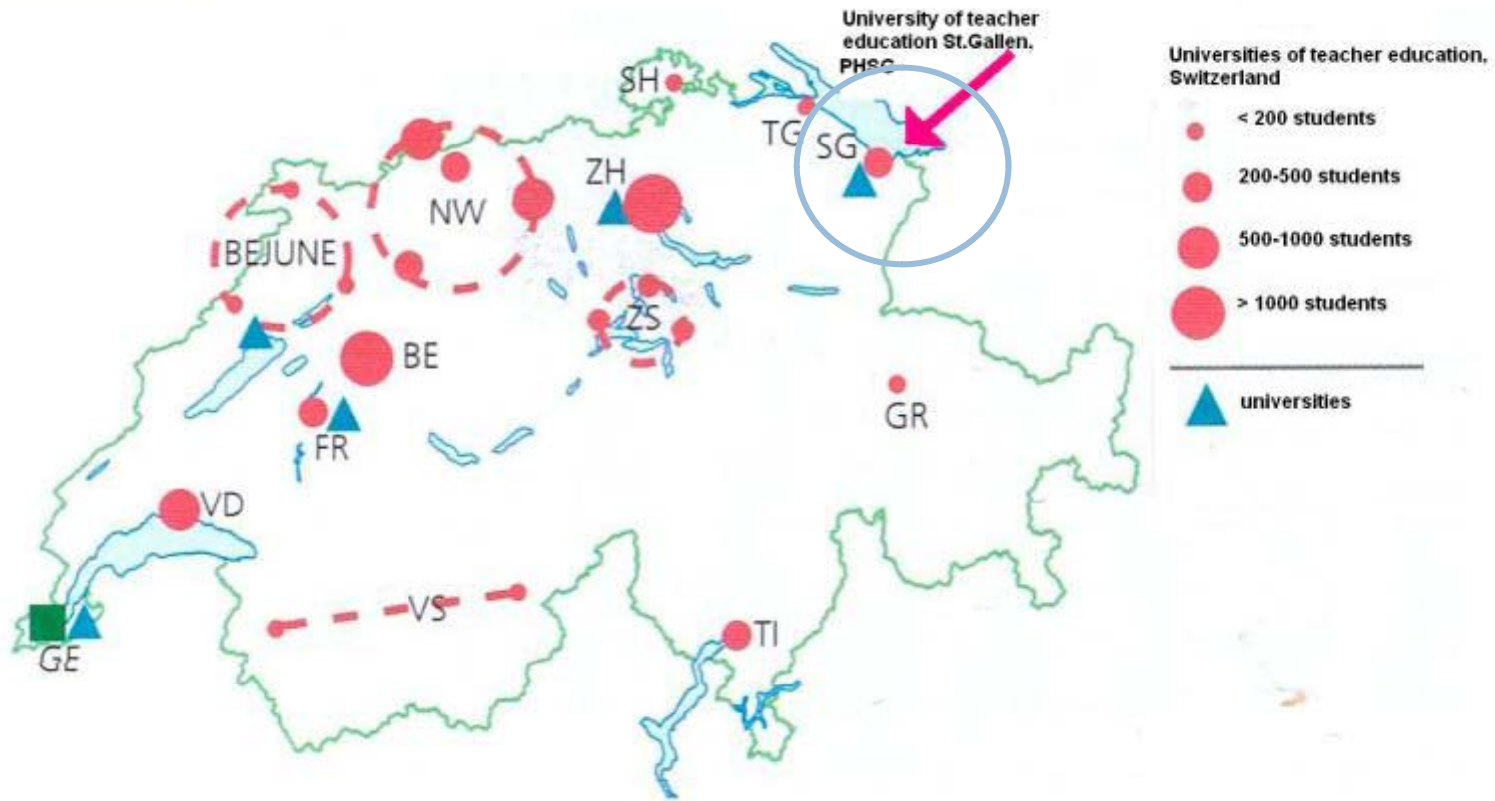 University of teacher
education St.Gallen,
PHSG
Universities of teacher education,
Switzerland
< 200 students
200-500 students
500-1000 students
> 1000 students
universities
SH
TG
SG
ZH
NW
BEJUNE
ZS
BE
GR
FR
VD
VS
TI
GE